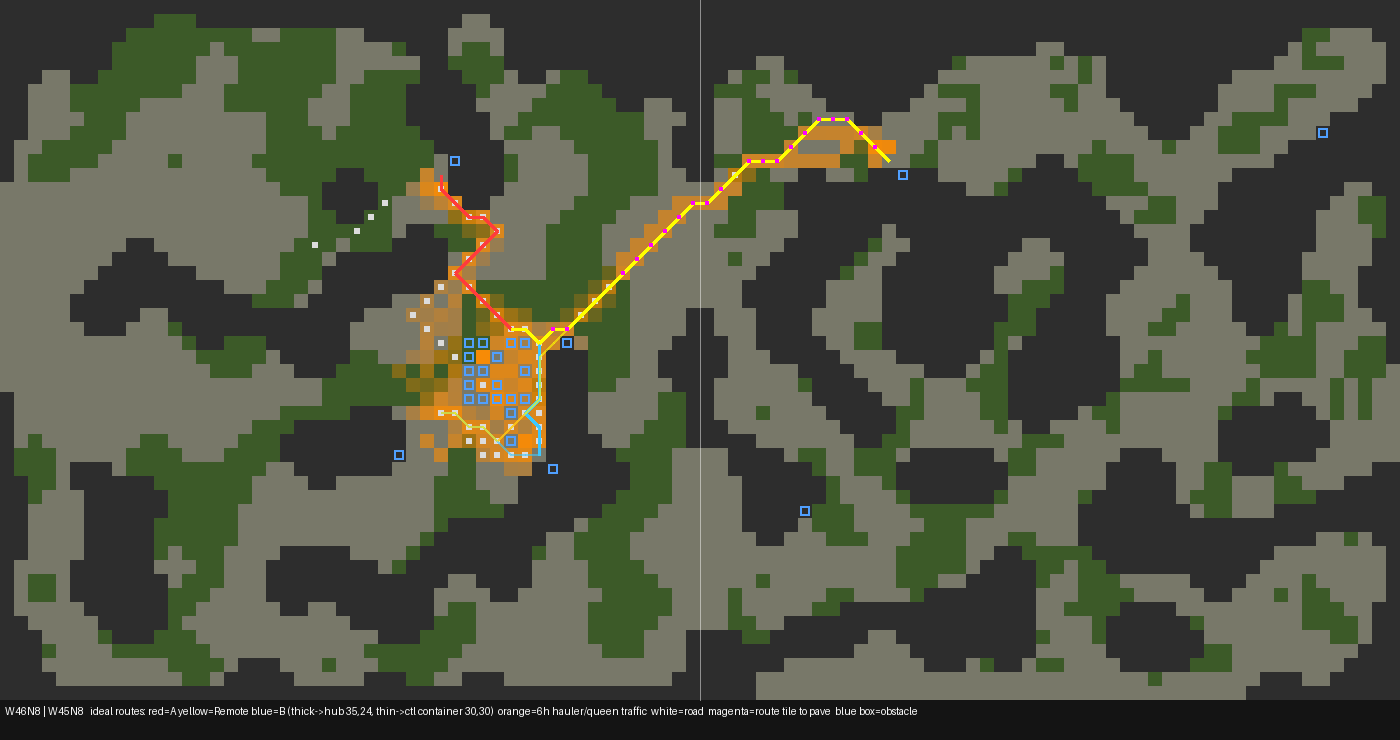 W46N8 | W45N8   ideal routes: red=A yellow=Remote blue=B (thick->hub 35,24, thin->ctl container 30,30)  orange=6h hauler/queen traffic  white=road  magenta=route tile to pave  blue box=obstacle